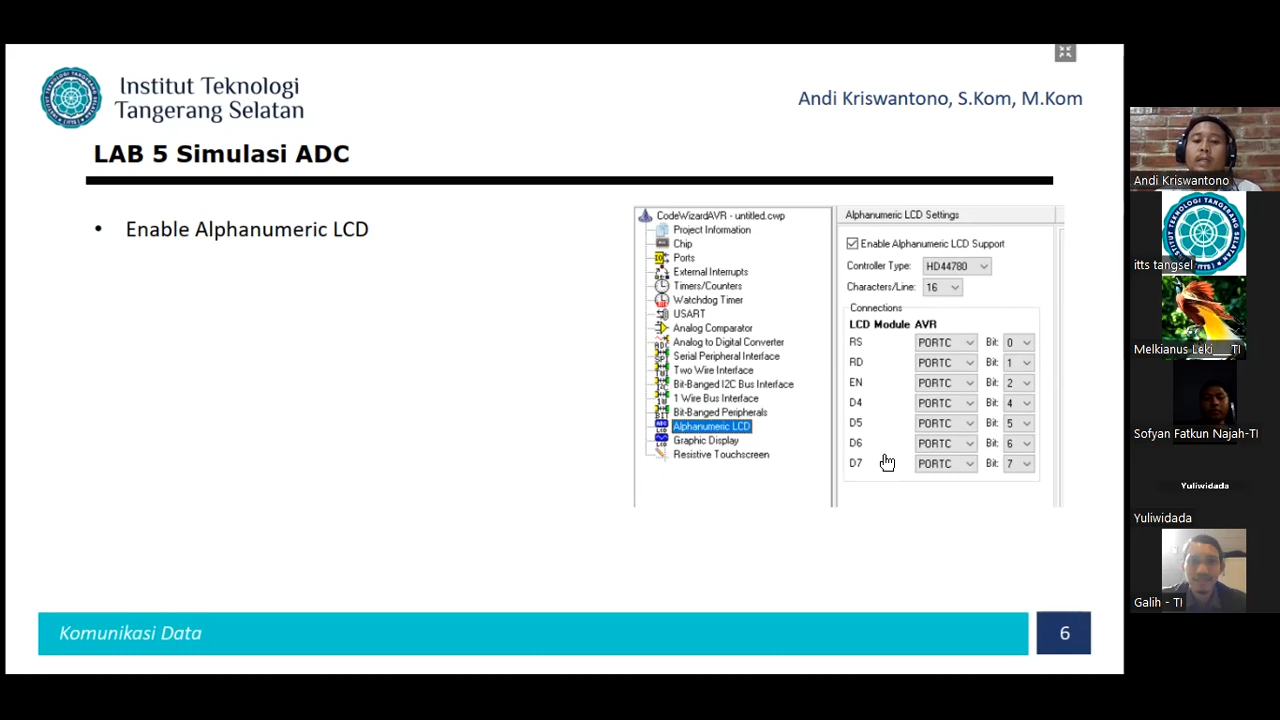 Institut Teknologi
Tangerang Selatan
Andi Kriswantono, S.Kom, M.Kom
LAB 5 Simulasi ADC
• Enable Alphanumeric LCD
CodeWizardAVR - untitled.cwp
Project Information
Chip
Ports
External Interrupts
Timers/Counters
Watchdog Timer
USART
Analog Comparator
Analog to Digital Converter
Serial Peripheral Interface
Two Wire Interface
Bit-Banged I2C Bus Interface
1 Wire Bus Interface
Bit-Banged Peripherals
Alphanumeric LCD
Graphic Display
Resistive Touchscreen
Alphanumeric LCD Settings
Enable Alphanumeric LCD Support
Controller Type: HD44780
Characters/Line: 16
Connections
LCD Module AVR
RS PORTC Bit: 0
RD PORTC Bit: 1
EN PORTC Bit: 2
D4 PORTC Bit: 4
D5 PORTC Bit: 5
D6 PORTC Bit: 6
D7 PORTC Bit: 7
Komunikasi Data
6
Andi Kriswantono
itts tangsel
Melkianus Leki___TI
Sofyan Fatkun Najah-TI
Yuliwidada
Yuliwidada
Galih - TI